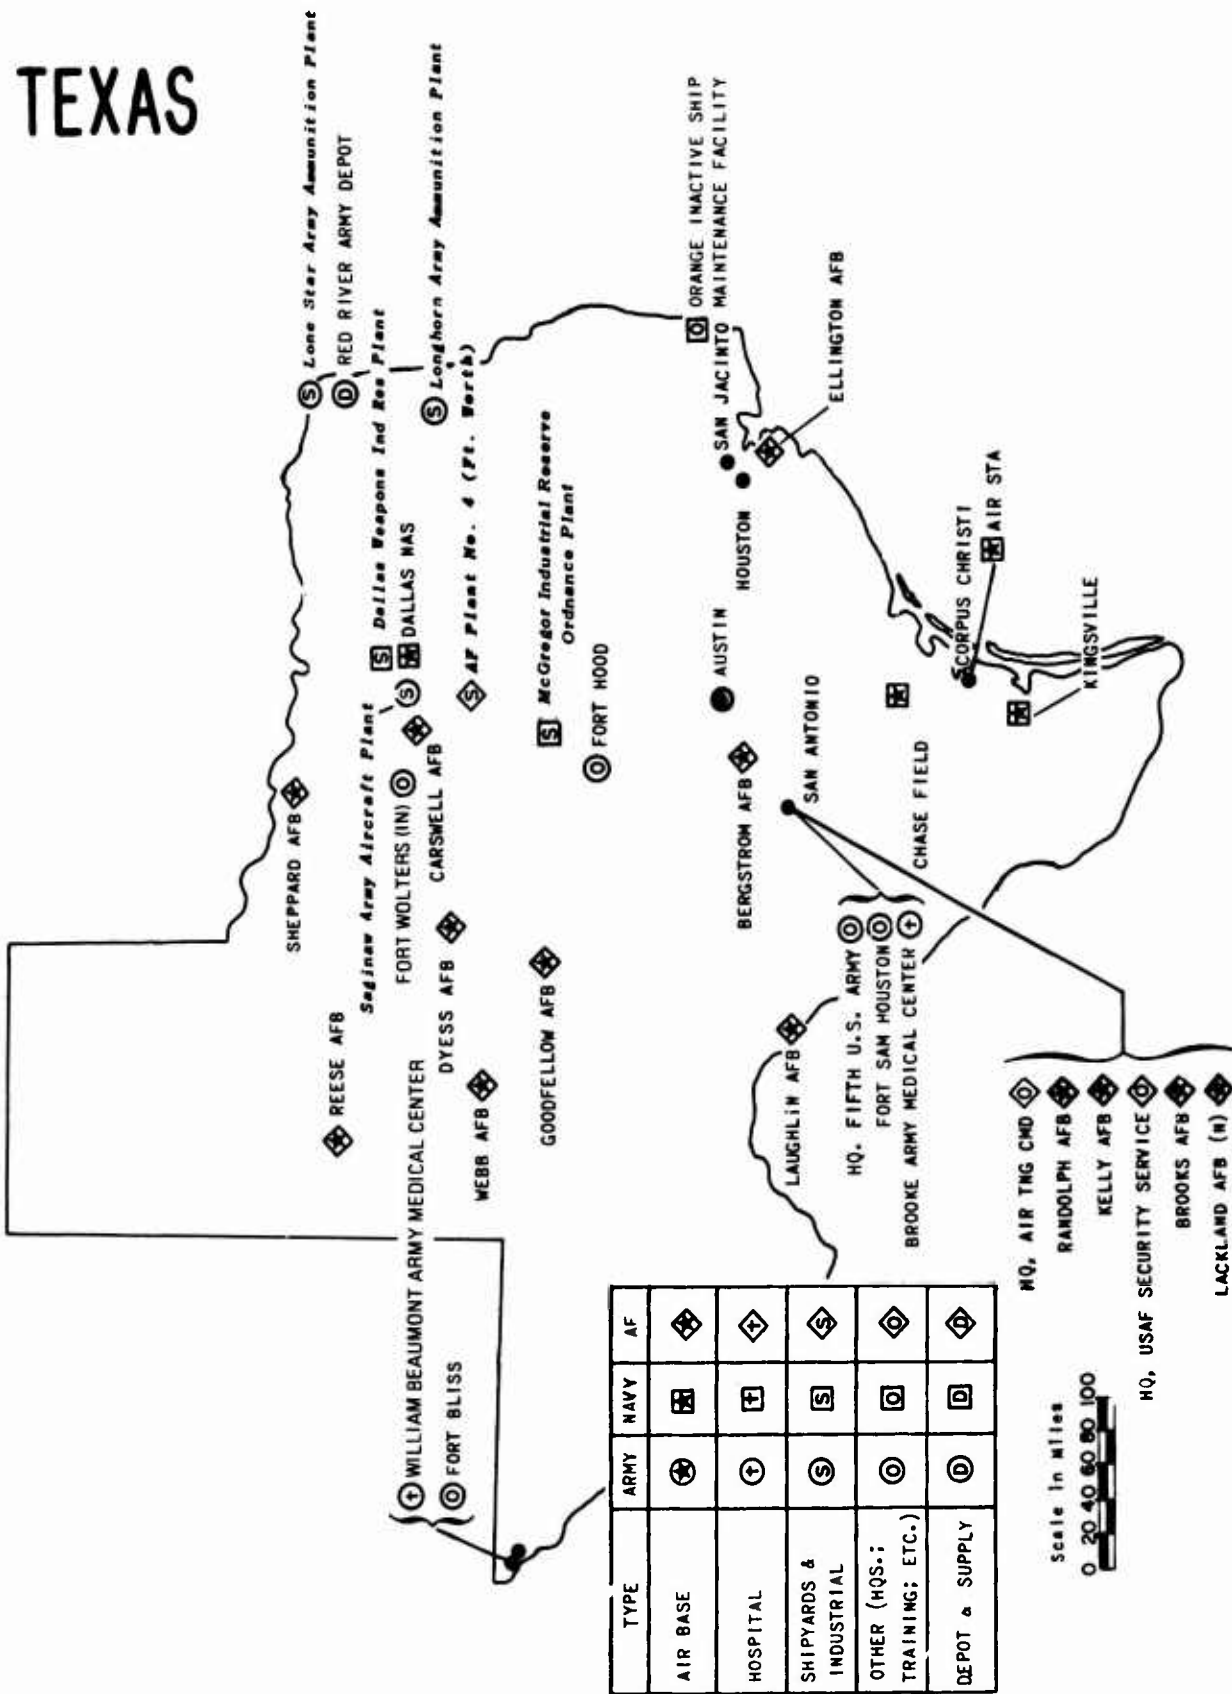 TEXAS
Lone Star Army Ammunition Plant
RED RIVER ARMY DEPOT
Dallas Weapons Ind Res Plant
DALLAS NAS
Longhorn Army Ammunition Plant
AF Plant No. 4 (Ft. Worth)
McGregor Industrial Reserve
Ordnance Plant
FORT HOOD
SHEPPARD AFB
Saginaw Army Aircraft Plant
FORT WOLTERS (IN)
CARSWELL AFB
DYESS AFB
GOODFELLOW AFB
REESE AFB
WEBB AFB
WILLIAM BEAUMONT ARMY MEDICAL CENTER
FORT BLISS
ORANGE INACTIVE SHIP
MAINTENANCE FACILITY
SAN JACINTO
HOUSTON
ELLINGTON AFB
AUSTIN
BERGSTROM AFB
SAN ANTONIO
CORPUS CHRISTI
AIR STA
KINGSVILLE
CHASE FIELD
LAUGHLIN AFB
HQ. FIFTH U.S. ARMY
FORT SAM HOUSTON
BROOKE ARMY MEDICAL CENTER
HQ, AIR TNG CMD
RANDOLPH AFB
KELLY AFB
HQ, USAF SECURITY SERVICE
BROOKS AFB
LACKLAND AFB (H)
TYPE ARMY NAVY AF
AIR BASE
HOSPITAL
SHIPYARDS &
INDUSTRIAL S S S
OTHER (HQS.;
TRAINING; ETC.) O O O
DEPOT & SUPPLY D D D
Scale in Miles
0 20 40 60 80 100